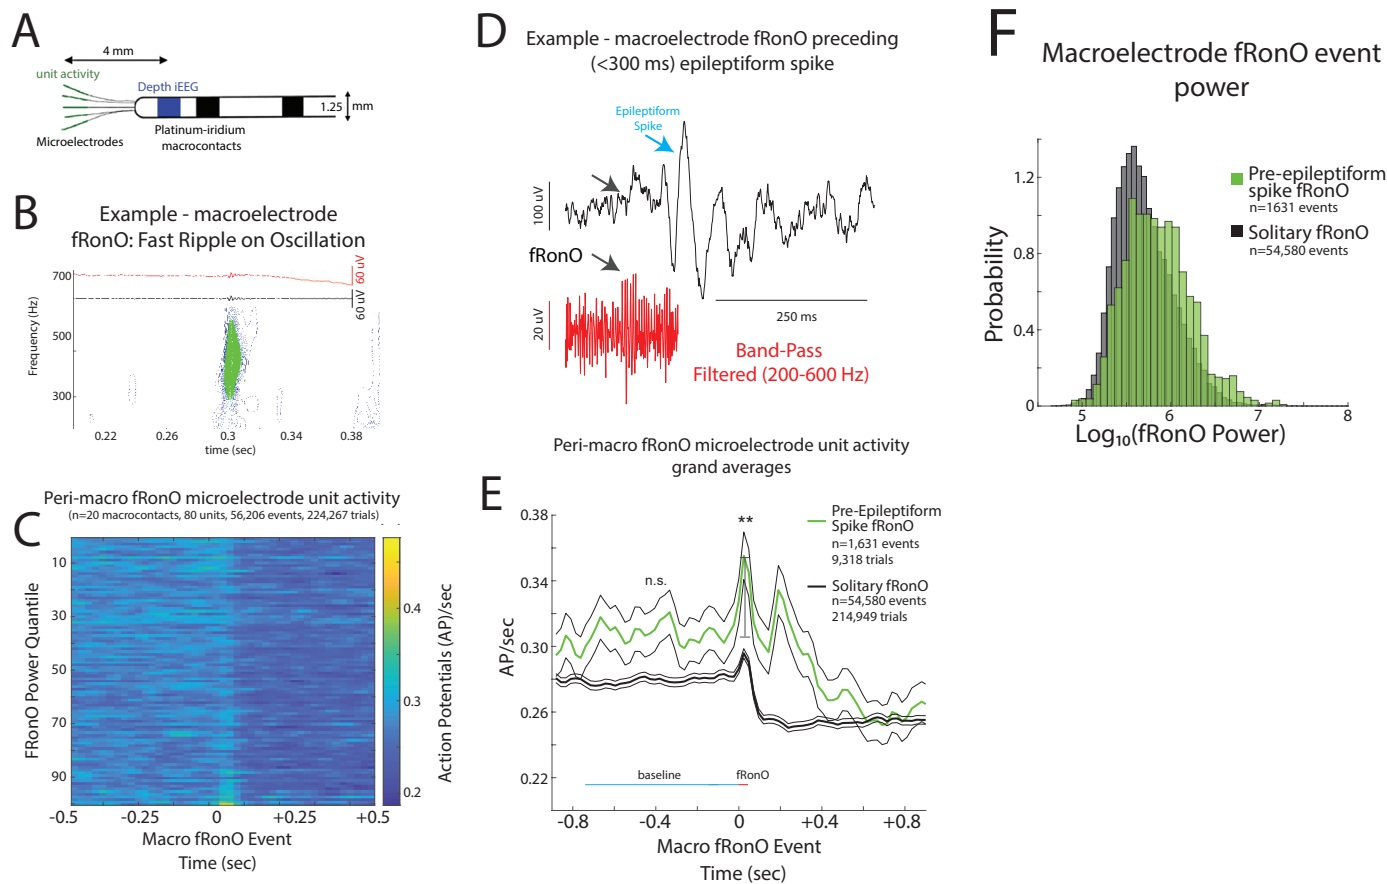 A
4 mm
unit activity
Depth iEEG
1.25 mm
Microelectrodes
Platinum-iridium
macrocontacts
B
Example - macroelectrode
fRonO: Fast Ripple on Oscillation
700
500
300
Frequency (Hz)
60 uV
60 uV
0.22
0.26
0.3
0.34
0.38
time (sec)
C
Peri-macro fRonO microelectrode unit activity
(n=20 macrocontacts, 80 units, 56,206 events, 224,267 trials)
FRonO Power Quantile
10
30
50
70
90
0.4
0.3
0.2
Action Potentials (AP)/sec
-0.5
-0.25
0
+0.25
+0.5
Macro fRonO Event
Time (sec)
D
Example - macroelectrode fRonO preceding
(<300 ms) epileptiform spike
Epileptiform
Spike
100 uV
fRonO
20 uV
250 ms
Band-Pass
Filtered (200-600 Hz)
E
Peri-macro fRonO microelectrode unit activity
grand averages
0.38
0.34
0.30
0.26
0.22
AP/sec
n.s.
**
Pre-Epileptiform
Spike fRonO
n=1,631 events
9,318 trials
Solitary fRonO
n=54,580 events
214,949 trials
baseline
fRonO
-0.8
-0.4
0
+0.4
+0.8
Macro fRonO Event
Time (sec)
F
Macroelectrode fRonO event
power
Probability
1.2
0.8
0.4
0
5
6
7
8
Log₁₀(fRonO Power)
Pre-epileptiform
spike fRonO
n=1631 events
Solitary fRonO
n=54,580 events